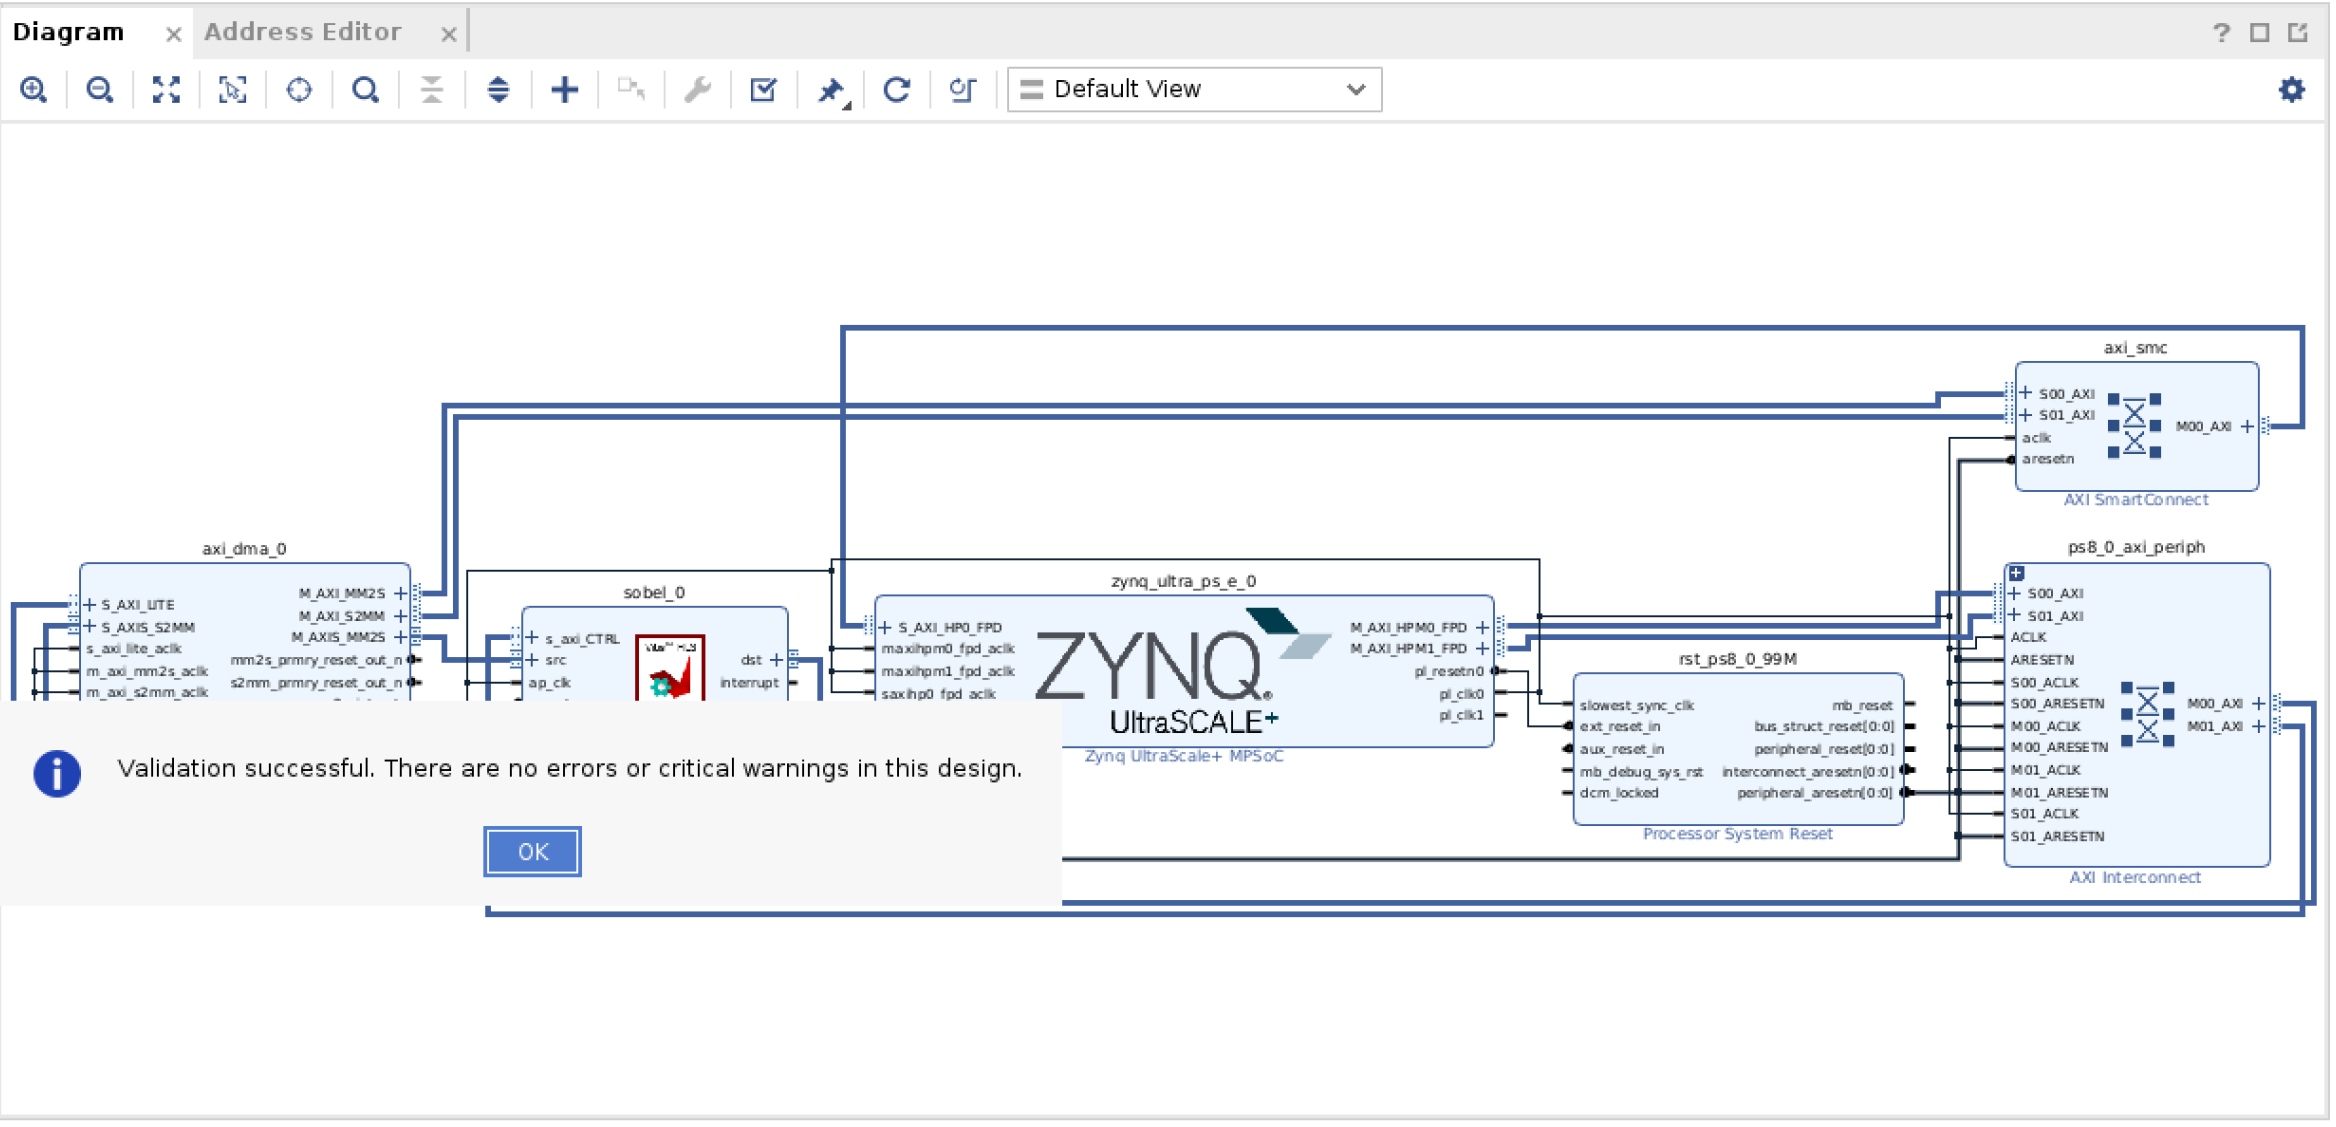 Diagram
Address Editor
?
Default View
axi_smc
S00_AXI
S01_AXI
aclk
aresetn
M00_AXI
AXI SmartConnect
axi_dma_0
S_AXI_LITE
S_AXIS_S2MM
s_axi_lite_aclk
m_axi_mm2s_aclk
m_axi_s2mm_aclk
M_AXI_MM2S
M_AXI_S2MM
M_AXIS_MM2S
mm2s_prmry_reset_out_n
s2mm_prmry_reset_out_n
sobel_0
s_axi_CTRL
src
ap_clk
dst
interrupt
zynq_ultra_ps_e_0
S_AXI_HP0_FPD
maxihpm0_fpd_aclk
maxihpm1_fpd_aclk
saxihp0_fpd_aclk
ZYNQ
UltraSCALE+
M_AXI_HPM0_FPD
M_AXI_HPM1_FPD
pl_resetn0
pl_clk0
pl_clk1
Zynq UltraScale+ MPSoC
rst_ps8_0_99M
slowest_sync_clk
ext_reset_in
aux_reset_in
mb_debug_sys_rst
dcm_locked
mb_reset
bus_struct_reset[0:0]
peripheral_reset[0:0]
interconnect_aresetn[0:0]
peripheral_aresetn[0:0]
Processor System Reset
ps8_0_axi_periph
S00_AXI
S01_AXI
ACLK
ARESETN
S00_ACLK
S00_ARESETN
M00_ACLK
M00_ARESETN
M01_ACLK
M01_ARESETN
S01_ACLK
S01_ARESETN
M00_AXI
M01_AXI
AXI Interconnect
Validation successful. There are no errors or critical warnings in this design.
OK